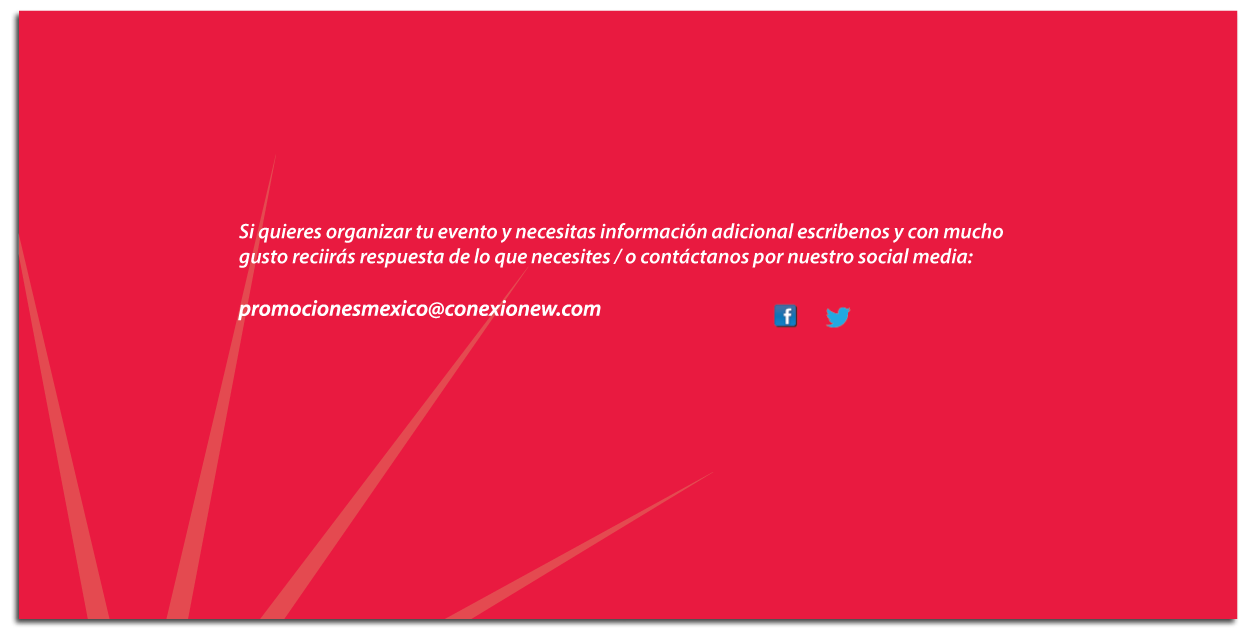 Si quieres organizar tu evento y necesitas información adicional escribenos y con mucho
gusto reciirás respuesta de lo que necesites / o contáctanos por nuestro social media:
promocionesmexico@conexionew.com